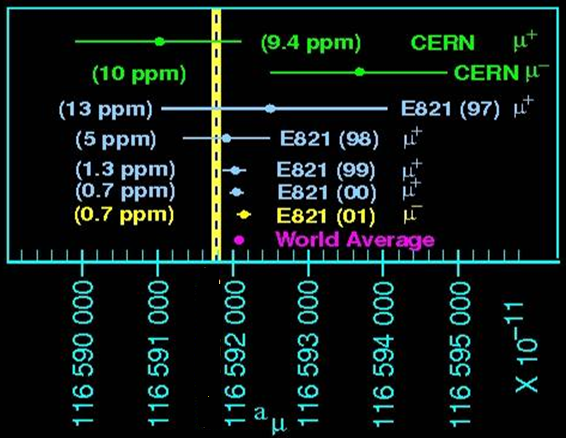 (9.4 ppm) CERN μ+
(10 ppm) CERN μ−
(13 ppm) E821 (97) μ+
(5 ppm) E821 (98) μ+
(1.3 ppm) E821 (99) μ+
(0.7 ppm) E821 (00) μ+
(0.7 ppm) E821 (01) μ−
World Average
116 590 000
116 591 000
116 592 000
116 593 000
116 594 000
116 595 000
X 10−11
aμ